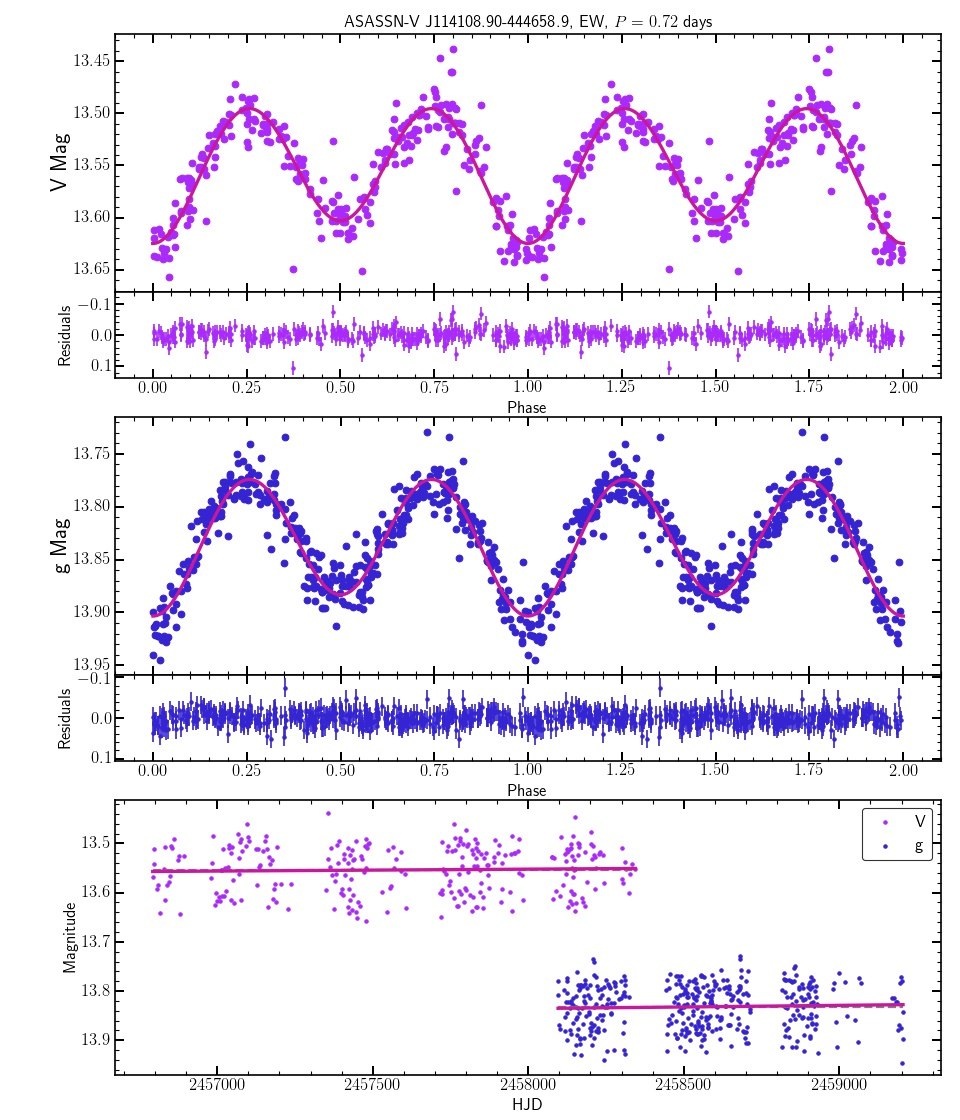 ASASSN-V J114108.90-444658.9, EW, P = 0.72 days
13.45
13.50
13.55
13.60
13.65
V Mag
−0.1
0.0
0.1
Residuals
0.00 0.25 0.50 0.75 1.00 1.25 1.50 1.75 2.00
Phase
13.75
13.80
13.85
13.90
13.95
g Mag
−0.1
0.0
0.1
Residuals
0.00 0.25 0.50 0.75 1.00 1.25 1.50 1.75 2.00
Phase
V
g
13.5
13.6
13.7
13.8
13.9
Magnitude
2457000 2457500 2458000 2458500 2459000
HJD